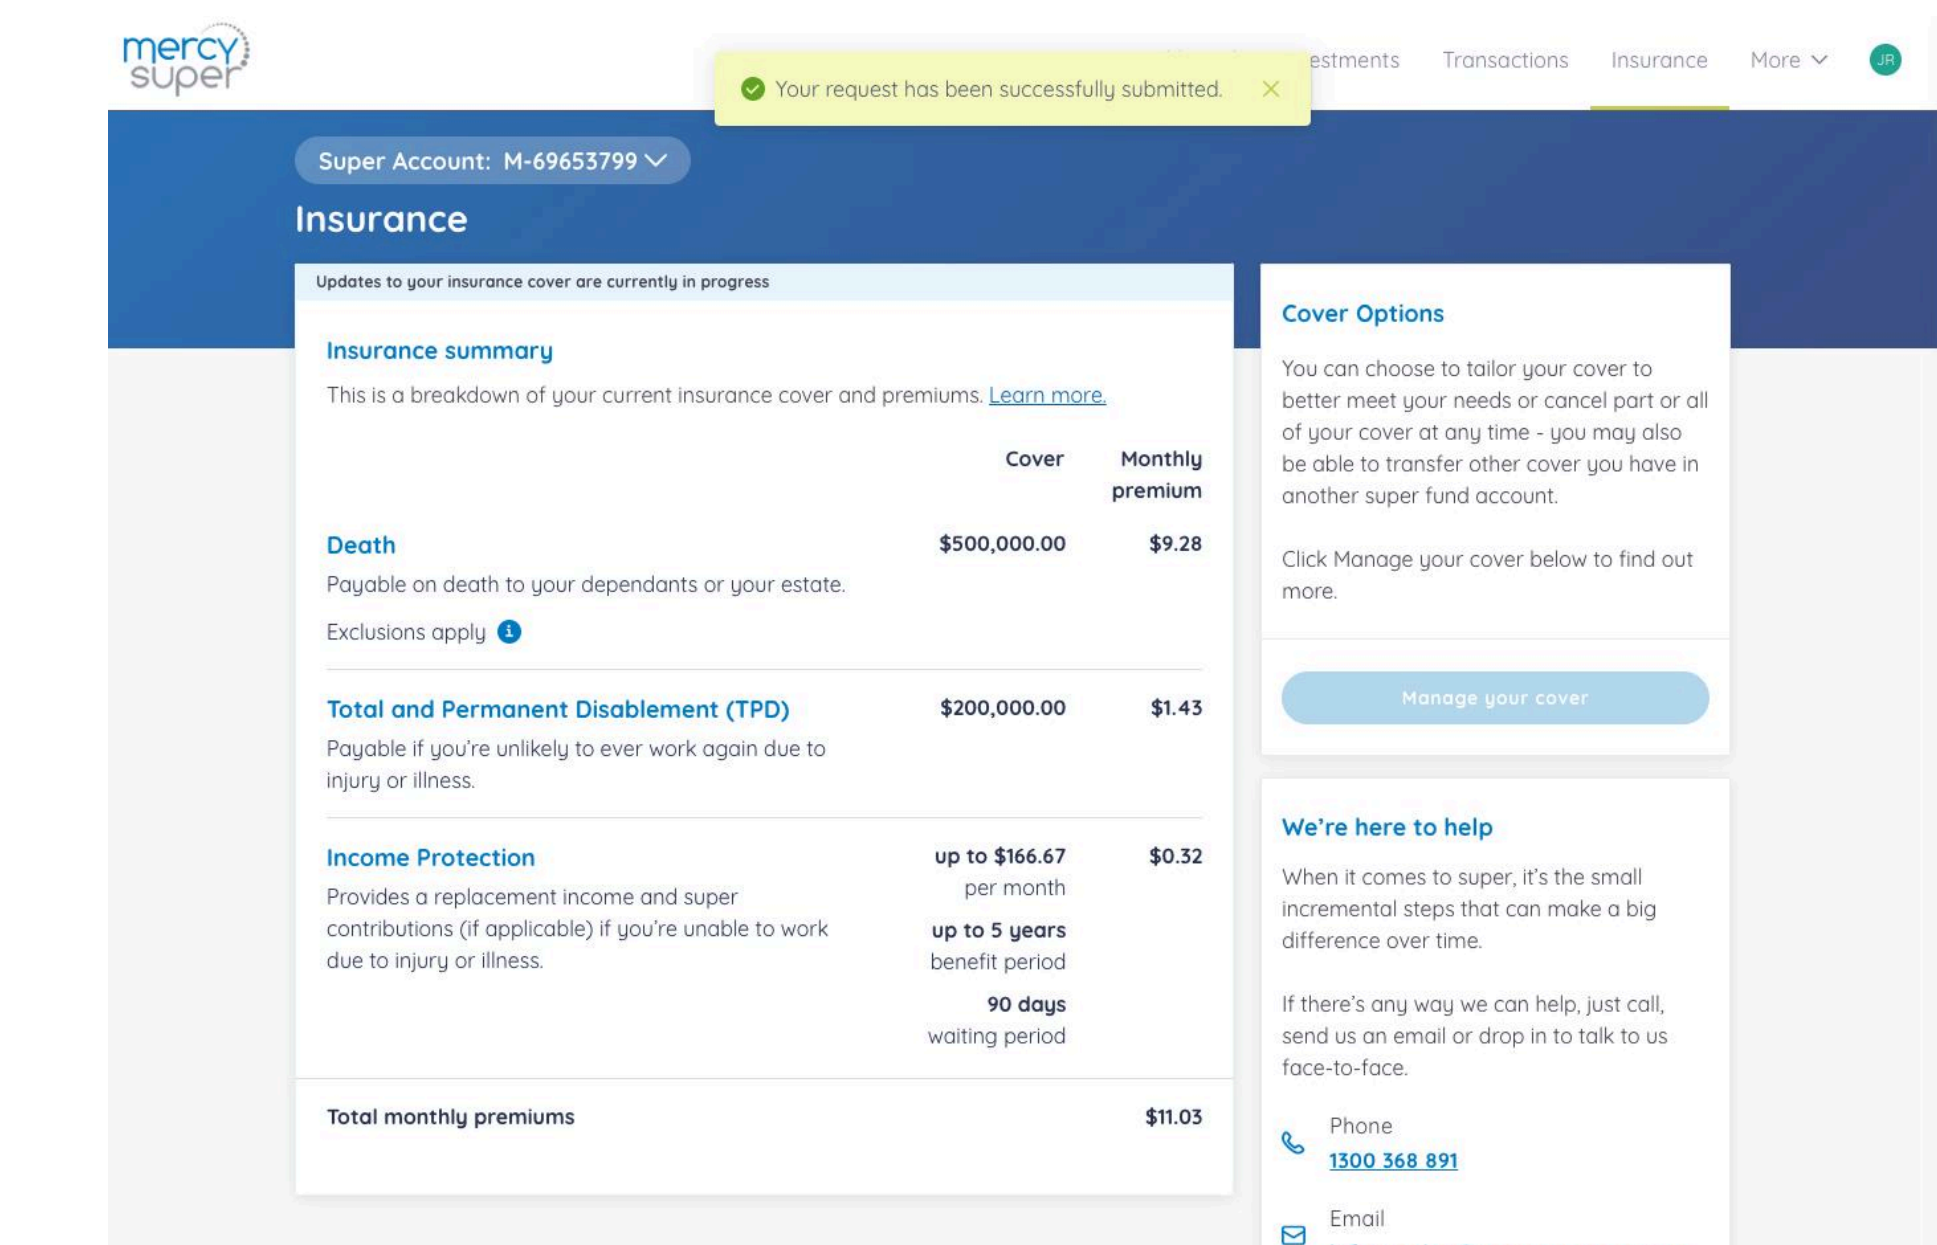 mercy
super
Your request has been successfully submitted.
estments
Transactions
Insurance
More
JR
Super Account: M-69653799
Insurance
Updates to your insurance cover are currently in progress
Insurance summary
This is a breakdown of your current insurance cover and premiums. Learn more.
Cover
Monthly
premium
Death
$500,000.00
$9.28
Payable on death to your dependants or your estate.
Exclusions apply
Total and Permanent Disablement (TPD)
$200,000.00
$1.43
Payable if you’re unlikely to ever work again due to
injury or illness.
Income Protection
up to $166.67
per month
$0.32
Provides a replacement income and super
contributions (if applicable) if you’re unable to work
due to injury or illness.
up to 5 years
benefit period
90 days
waiting period
Total monthly premiums
$11.03
Cover Options
You can choose to tailor your cover to
better meet your needs or cancel part or all
of your cover at any time - you may also
be able to transfer other cover you have in
another super fund account.
Click Manage your cover below to find out
more.
Manage your cover
We’re here to help
When it comes to super, it’s the small
incremental steps that can make a big
difference over time.
If there’s any way we can help, just call,
send us an email or drop in to talk to us
face-to-face.
Phone
1300 368 891
Email